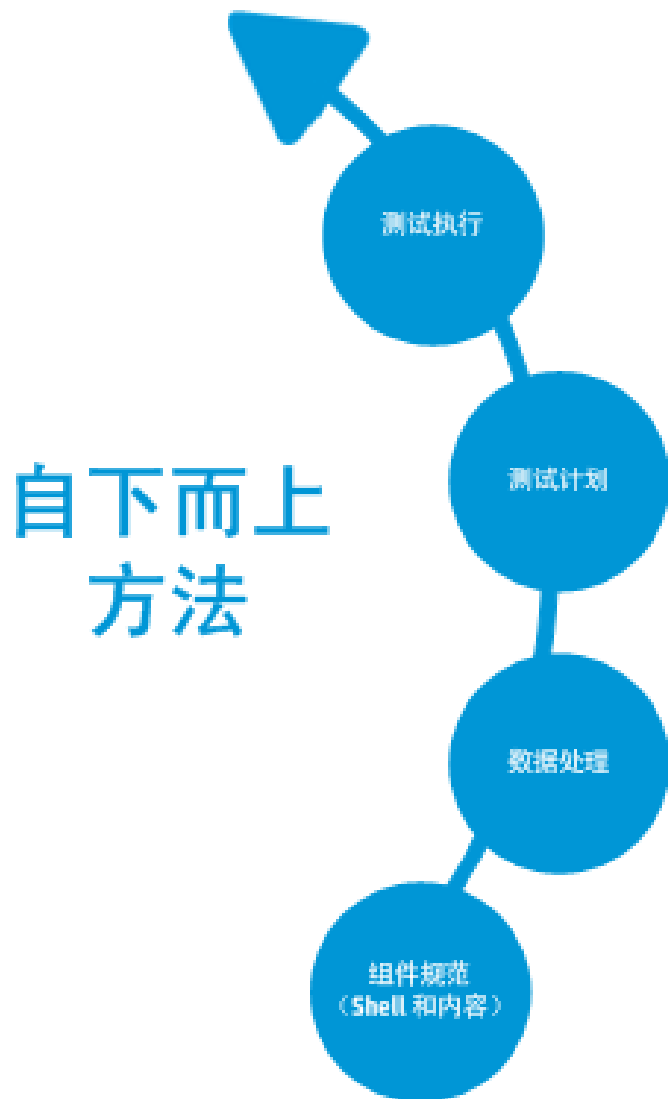 测试执行
测试计划
自下而上
方法
数据处理
组件规范
（Shell 和内容）